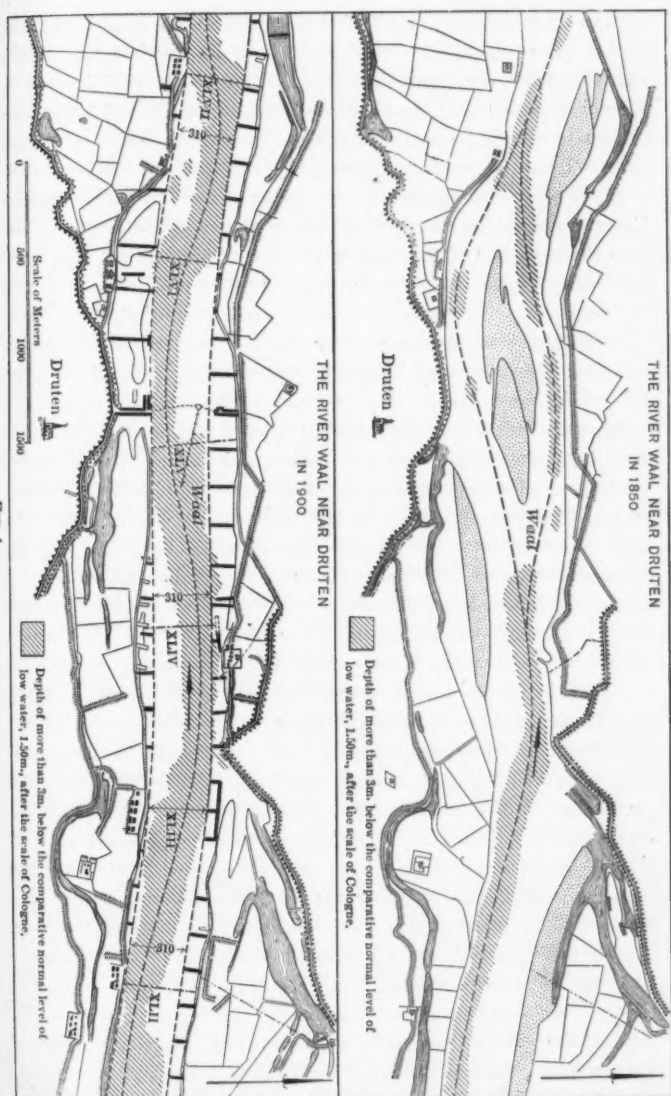 THE RIVER WAAL NEAR DRUTEN
IN 1850
Waal
Druten
Depth of more than 3m. below the comparative normal level of
low water, 1.50m., after the scale of Cologne.
THE RIVER WAAL NEAR DRUTEN
IN 1900
XLVII
310
XLVI
XLV
Waal
310
XLIV
XLIII
310
XLII
Scale of Meters
0 500 1000 1500
Druten
Depth of more than 3m. below the comparative normal level of
low water, 1.50m., after the scale of Cologne.